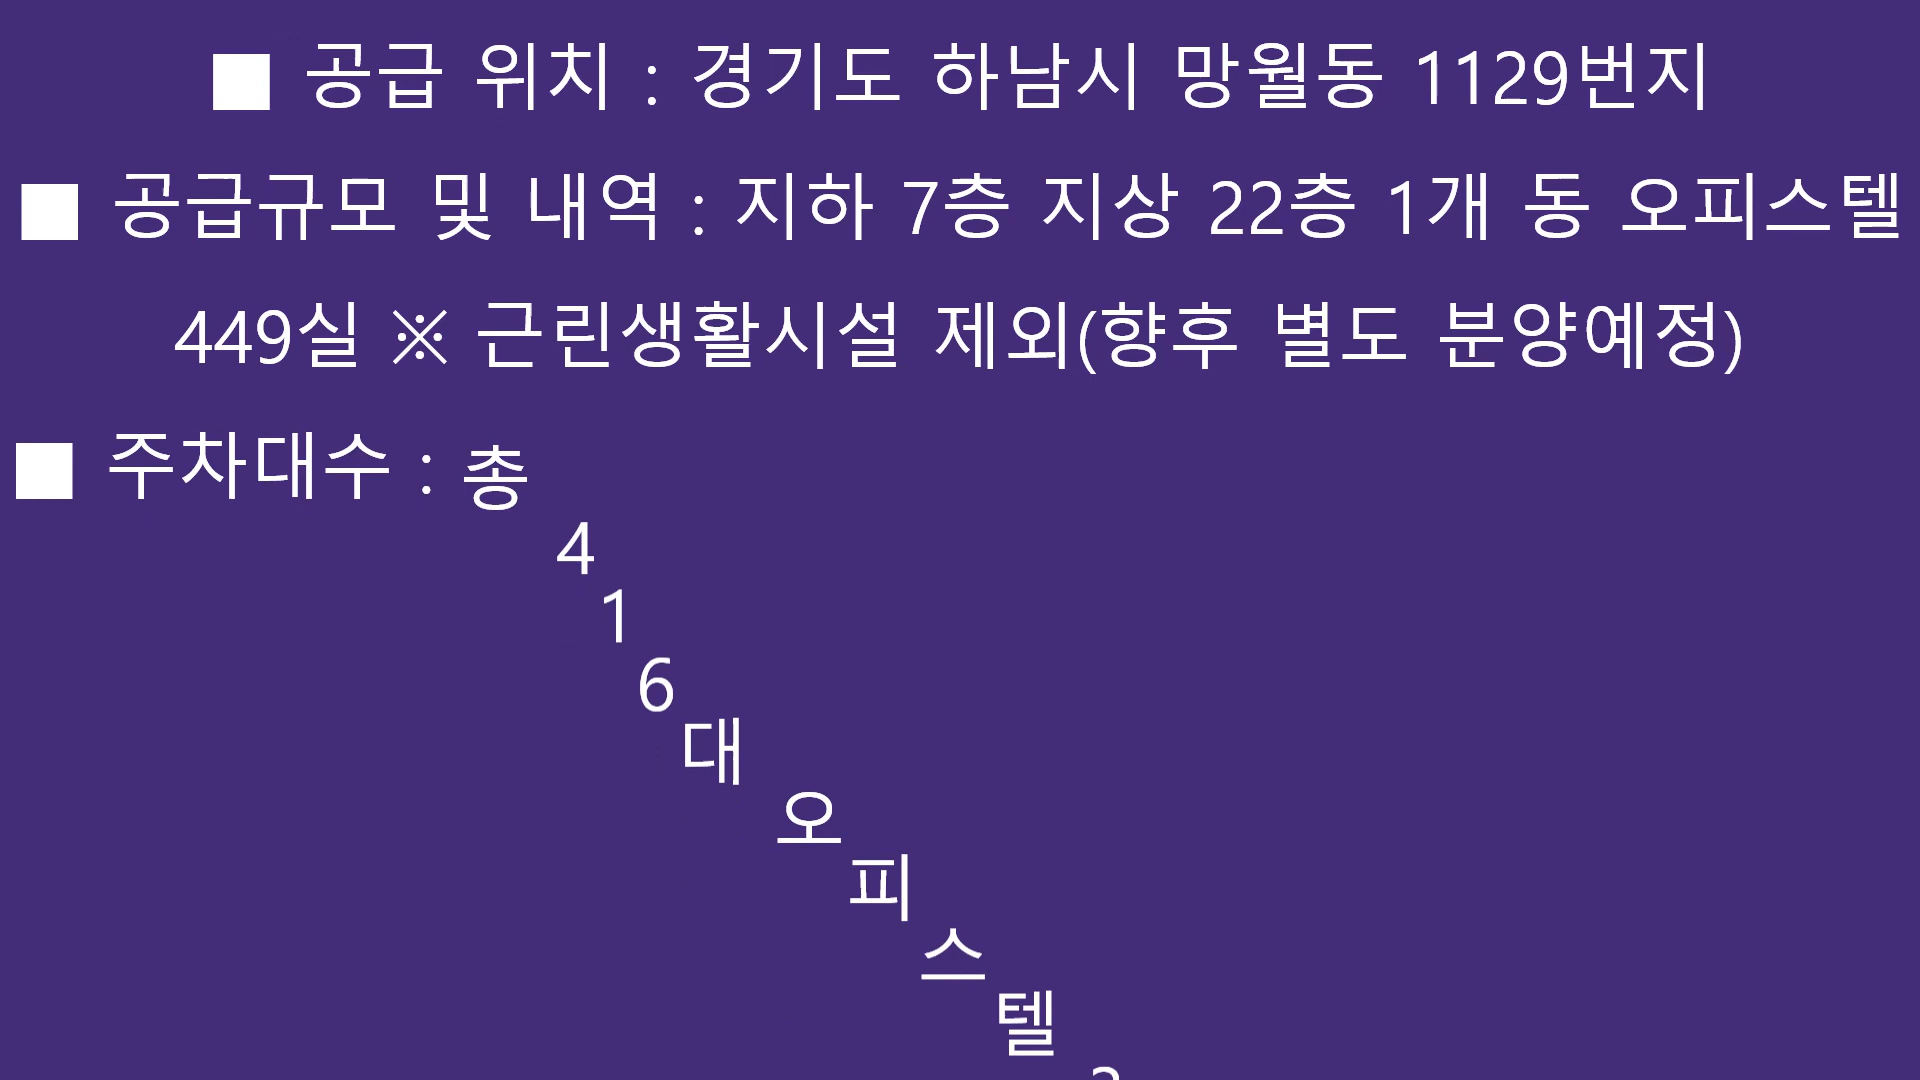 ■ 공급 위치 : 경기도 하남시 망월동 1129번지
■ 공급규모 및 내역 : 지하 7층 지상 22층 1개 동 오피스텔
449실 ※ 근린생활시설 제외(향후 별도 분양예정)
■ 주차대수 : 총 416대 오피스텔